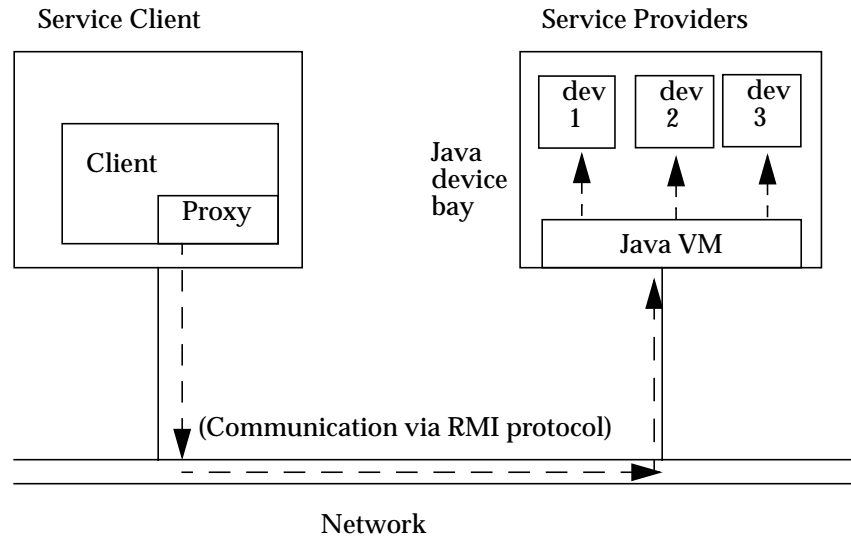 Service Client
Service Providers
dev
1
dev
2
dev
3
Java
device
bay
Client
Proxy
Java VM
(Communication via RMI protocol)
Network